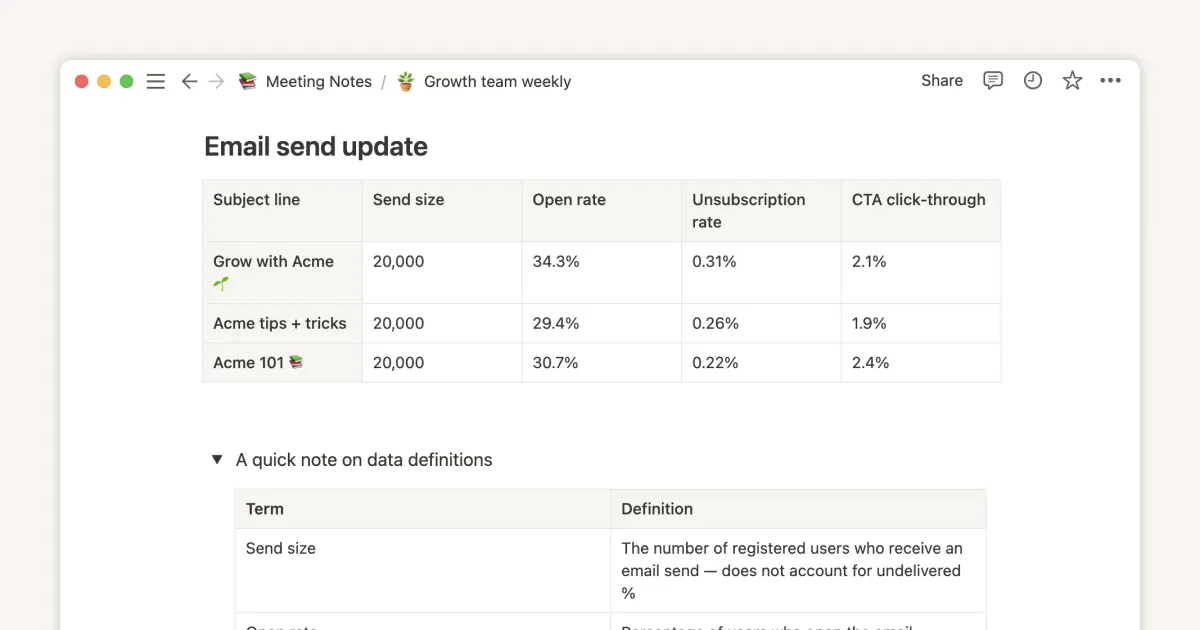 Meeting Notes / Growth team weekly
Share
Email send update
Subject line Send size Open rate Unsubscription rate CTA click-through
Grow with Acme 🌱 20,000 34.3% 0.31% 2.1%
Acme tips + tricks 20,000 29.4% 0.26% 1.9%
Acme 101 📚 20,000 30.7% 0.22% 2.4%
A quick note on data definitions
Term Definition
Send size The number of registered users who receive an
email send — does not account for undelivered
%